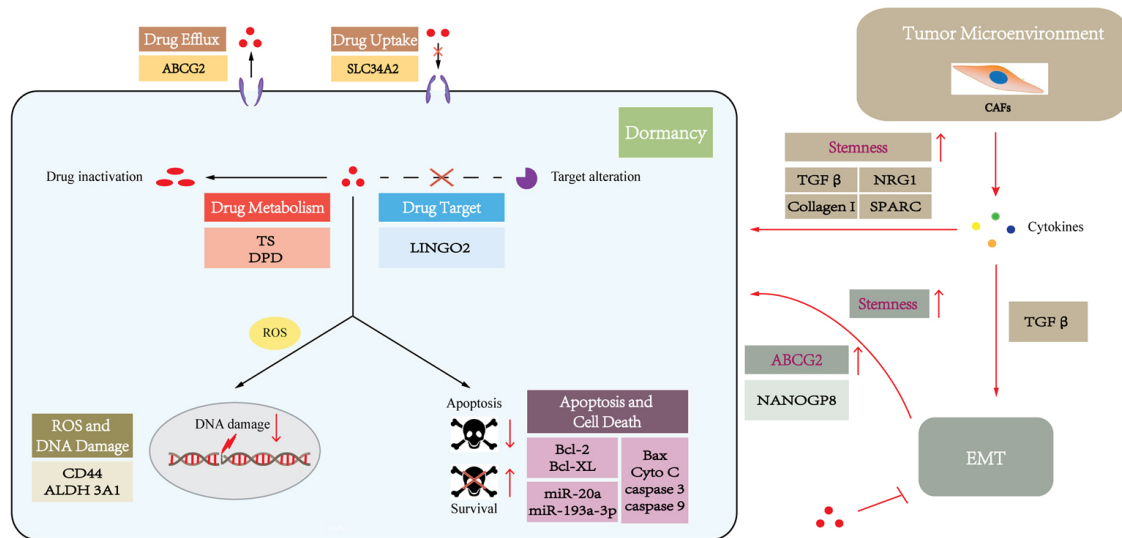 Drug Efflux
ABCG2
Drug Uptake
SLC34A2
Tumor Microenvironment
CAFs
Dormancy
Stemness
TGF β
NRG1
Collagen I
SPARC
Cytokines
Drug inactivation
Target alteration
Drug Metabolism
TS
DPD
Drug Target
LINGO2
Stemness
TGF β
ROS
ABCG2
NANOGP8
ROS and
DNA Damage
CD44
ALDH 3A1
DNA damage
Apoptosis
Survival
Apoptosis and
Cell Death
Bcl-2
Bcl-XL
miR-20a
miR-193a-3p
Bax
Cyto C
caspase 3
caspase 9
EMT